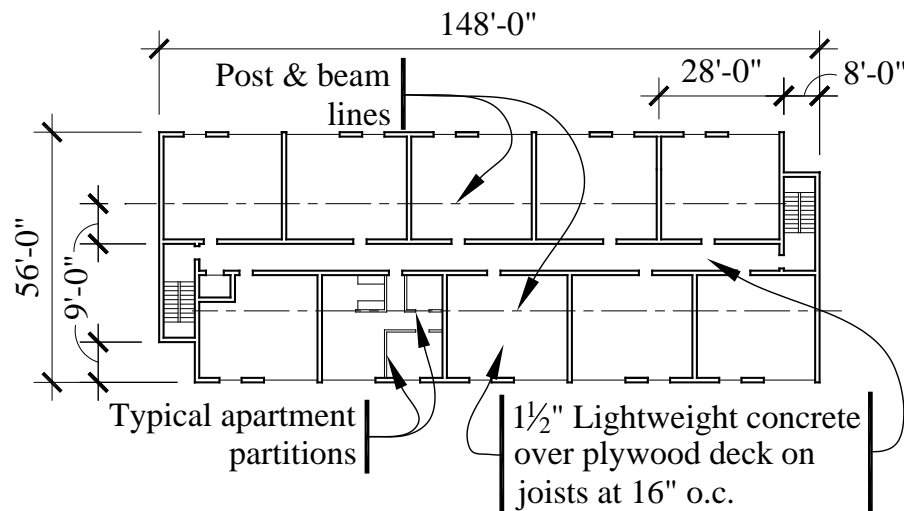 148'-0"
Post & beam
lines
28'-0"
8'-0"
56'-0"
9'-0"
Typical apartment
partitions
1½" Lightweight concrete
over plywood deck on
joists at 16" o.c.